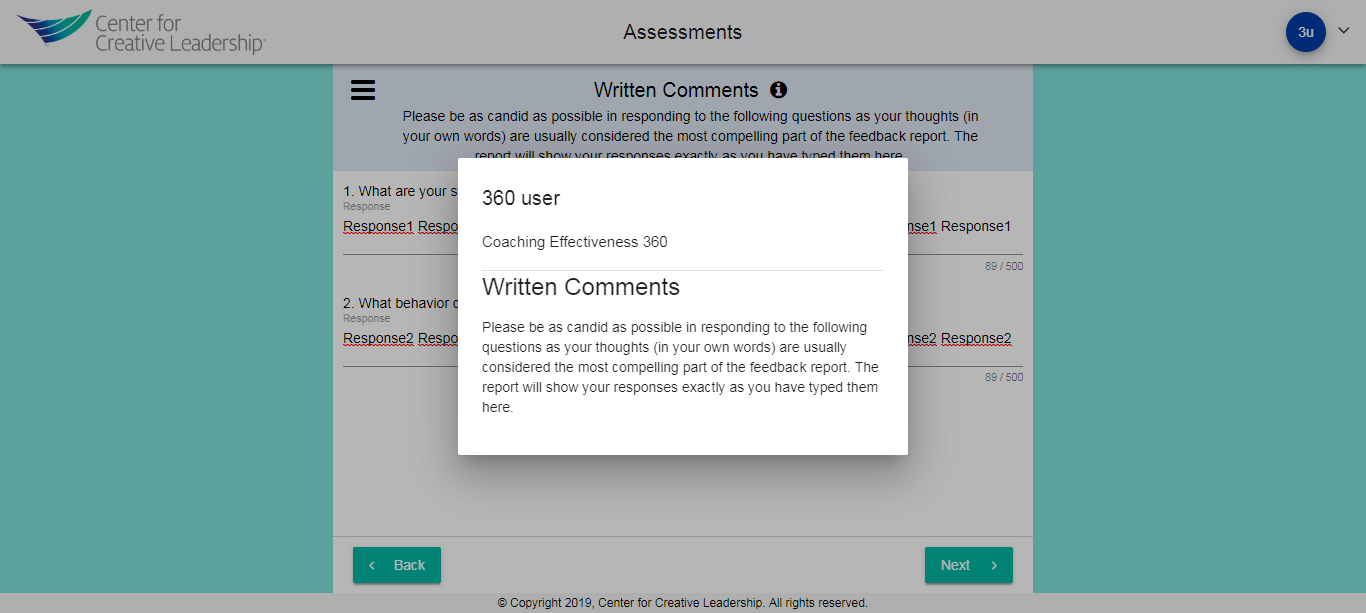 Center for
Creative Leadership®
Assessments
3u
Written Comments
Please be as candid as possible in responding to the following questions as your thoughts (in
your own words) are usually considered the most compelling part of the feedback report. The
report will show your responses exactly as you have typed them here.
1. What are your s
Response
Response1 Respo nse1 Response1
89 / 500
2. What behavior
Response
Response2 Respo nse2 Response2
89 / 500
360 user
Coaching Effectiveness 360
Written Comments
Please be as candid as possible in responding to the following
questions as your thoughts (in your own words) are usually
considered the most compelling part of the feedback report. The
report will show your responses exactly as you have typed them
here.
Back
Next
© Copyright 2019, Center for Creative Leadership. All rights reserved.